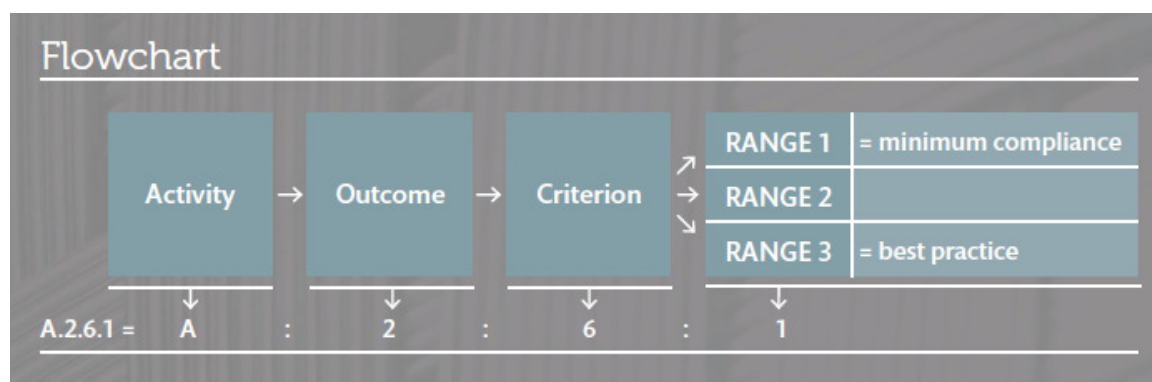 Flowchart
Activity → Outcome → Criterion
RANGE 1 = minimum compliance
RANGE 2
RANGE 3 = best practice
A.2.6.1 = A : 2 : 6 : 1